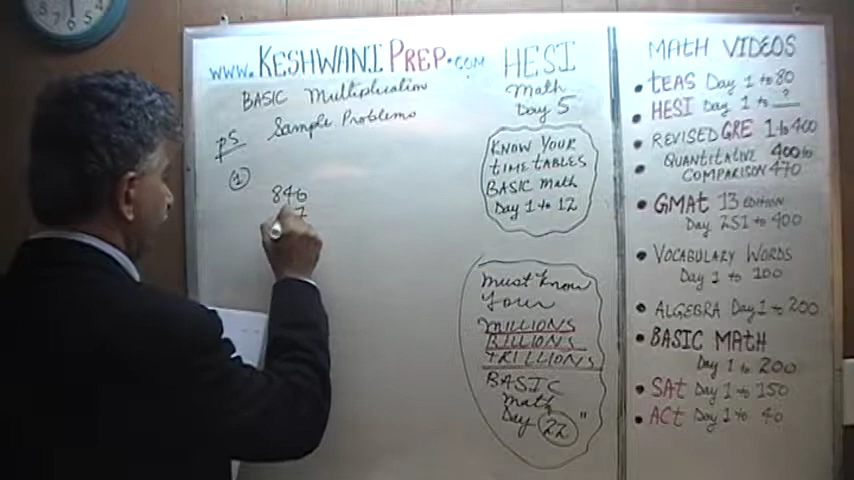 www.KESHWANIPREP.com
BASIC Multiplication
Sample Problems
P5
1
846
7
HESI
Math
Day 5
KNOW YOUR
TIME TABLES
BASIC Math
Day 1 to 12
Must Know
Your
MILLIONS
BILLIONS
TRILLIONS
BASIC
Math
Day 22"
MATH VIDEOS
• TEAS Day 1 to 80
• HESI Day 1 to ?
• REVISED GRE 1 to 400
• QUANTITATIVE 400 to
COMPARISON 470
• GMAT 13 EDITION
Day 251 to 400
• VOCABULARY WORDS
Day 1 to 100
• ALGEBRA Day 1 to 200
• BASIC MATH
Day 1 to 200
• SAT Day 1 to 150
• ACT Day 1 to 40